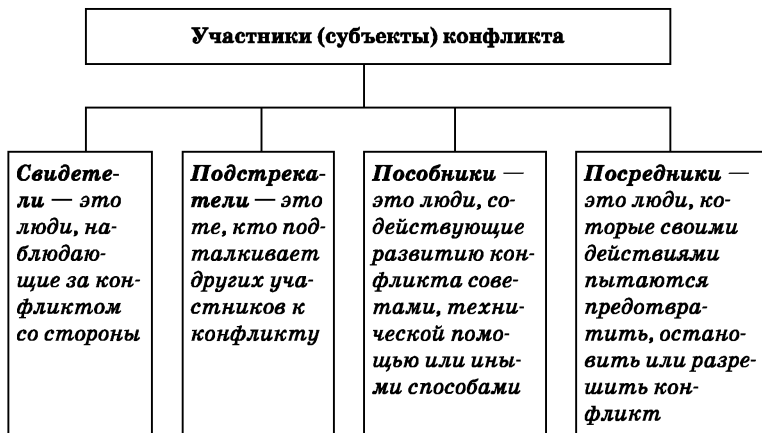 Участники (субъекты) конфликта
Свидете-
ли — это
люди, на-
блюдаю-
щие за кон-
фликтом
со стороны
Подстрека-
тели — это
те, кто под-
талкивает
других уча-
стников к
конфликту
Пособники —
это люди, со-
действующие
развитию кон-
фликта сове-
тами, техни-
ческой помо-
щью или ины-
ми способами
Посредники —
это люди, ко-
торые своими
действиями
пытаются
предотвра-
тить, остано-
вить или разре-
шить кон-
фликт